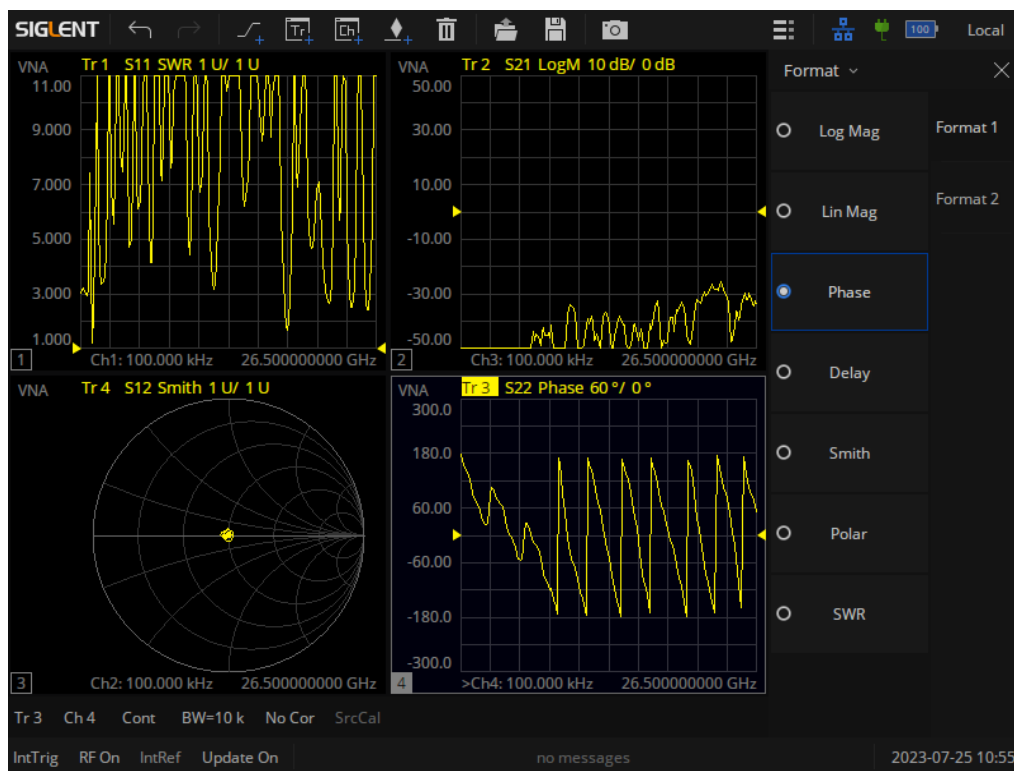 SIGLENT
Tr
Ch
100
Local
VNA
Tr 1 S11 SWR 1 U/ 1 U
11.00
9.000
7.000
5.000
3.000
1.000
1
Ch1: 100.000 kHz 26.500000000 GHz
VNA
Tr 2 S21 LogM 10 dB/ 0 dB
50.00
30.00
10.00
-10.00
-30.00
-50.00
2
Ch3: 100.000 kHz 26.500000000 GHz
VNA
Tr 4 S12 Smith 1 U/ 1 U
3
Ch2: 100.000 kHz 26.500000000 GHz
VNA
Tr 3 S22 Phase 60 °/ 0 °
300.0
180.0
60.00
-60.00
-180.0
-300.0
4
>Ch4: 100.000 kHz 26.500000000 GHz
Format
Log Mag
Lin Mag
Phase
Delay
Smith
Polar
SWR
Format 1
Format 2
Tr 3 Ch 4 Cont BW=10 k No Cor SrcCal
IntTrig RF On IntRef Update On no messages 2023-07-25 10:55